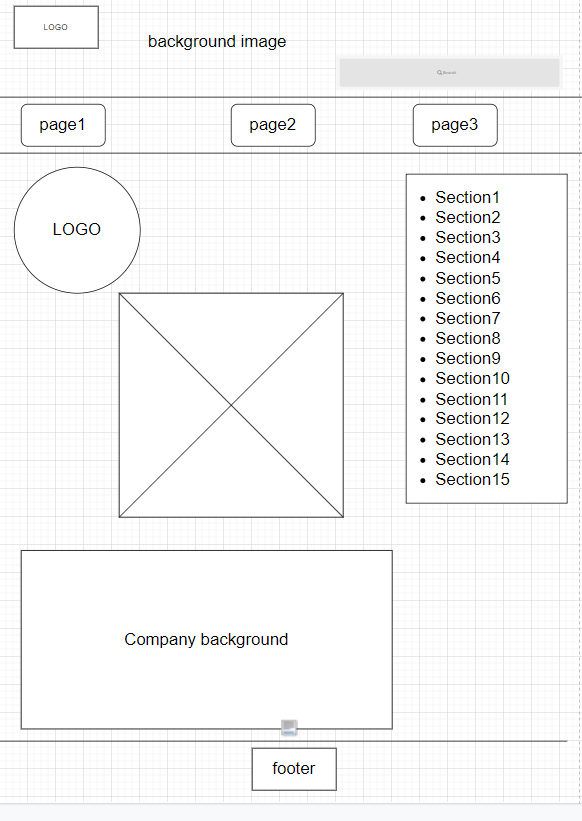 LOGO
background image
Search
page1
page2
page3
LOGO
Section1
Section2
Section3
Section4
Section5
Section6
Section7
Section8
Section9
Section10
Section11
Section12
Section13
Section14
Section15
Company background
footer